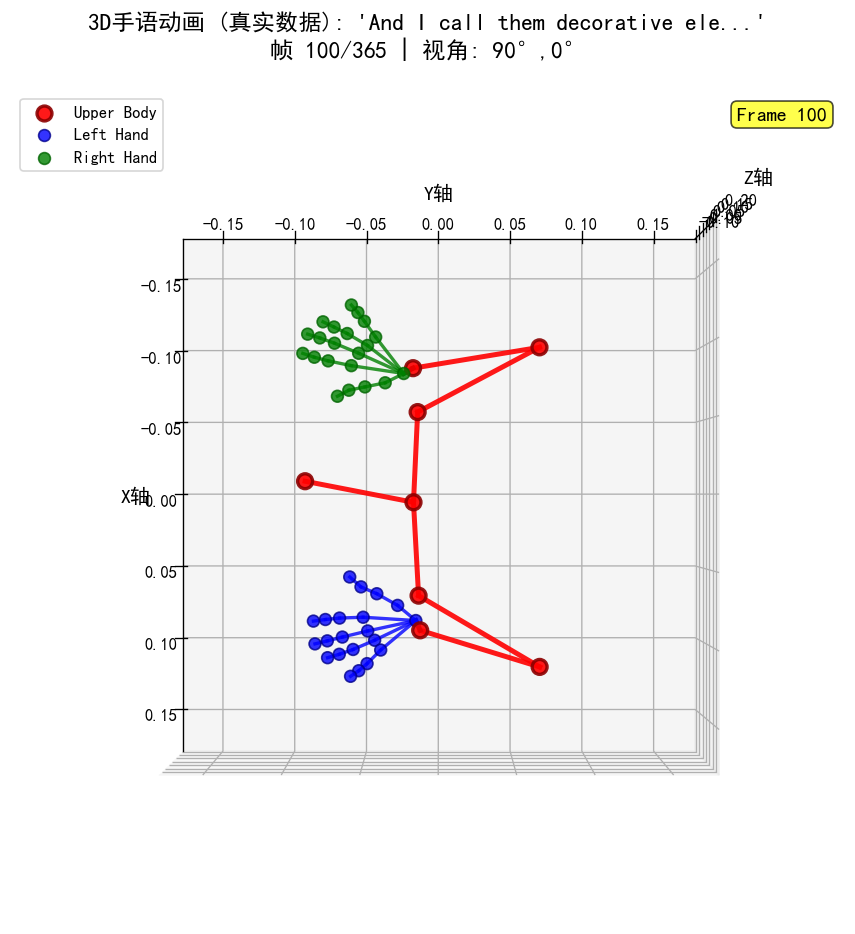 3D手语动画 (真实数据): 'And I call them decorative ele...'
帧 100/365 | 视角: 90°,0°
Upper Body
Left Hand
Right Hand
Frame 100
Z轴
Y轴
-0.15 -0.10 -0.05 0.00 0.05 0.10 0.15
-0.15
-0.10
-0.05
X轴
0.00
0.05
0.10
0.15